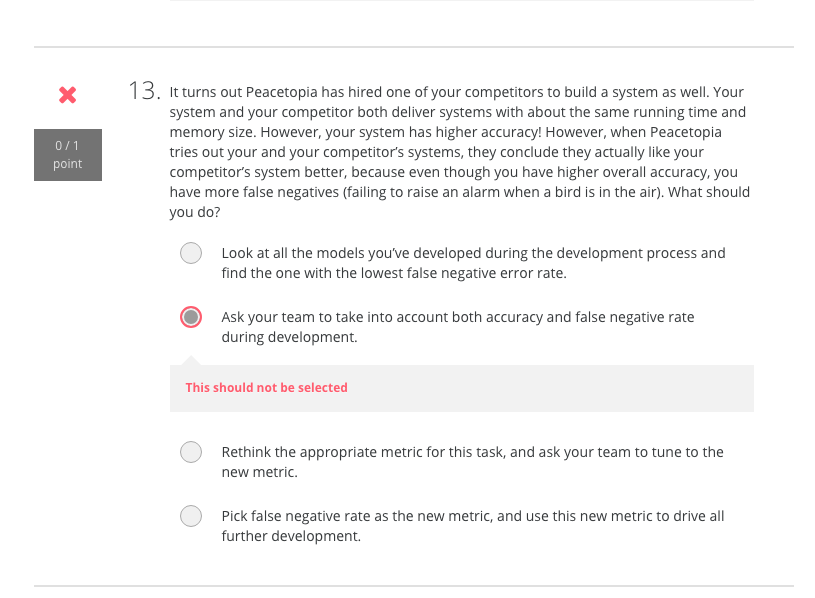 13.
It turns out Peacetopia has hired one of your competitors to build a system as well. Your
system and your competitor both deliver systems with about the same running time and
memory size. However, your system has higher accuracy! However, when Peacetopia
tries out your and your competitor’s systems, they conclude they actually like your
competitor’s system better, because even though you have higher overall accuracy, you
have more false negatives (failing to raise an alarm when a bird is in the air). What should
you do?
0 / 1
point
Look at all the models you’ve developed during the development process and
find the one with the lowest false negative error rate.
Ask your team to take into account both accuracy and false negative rate
during development.
This should not be selected
Rethink the appropriate metric for this task, and ask your team to tune to the
new metric.
Pick false negative rate as the new metric, and use this new metric to drive all
further development.